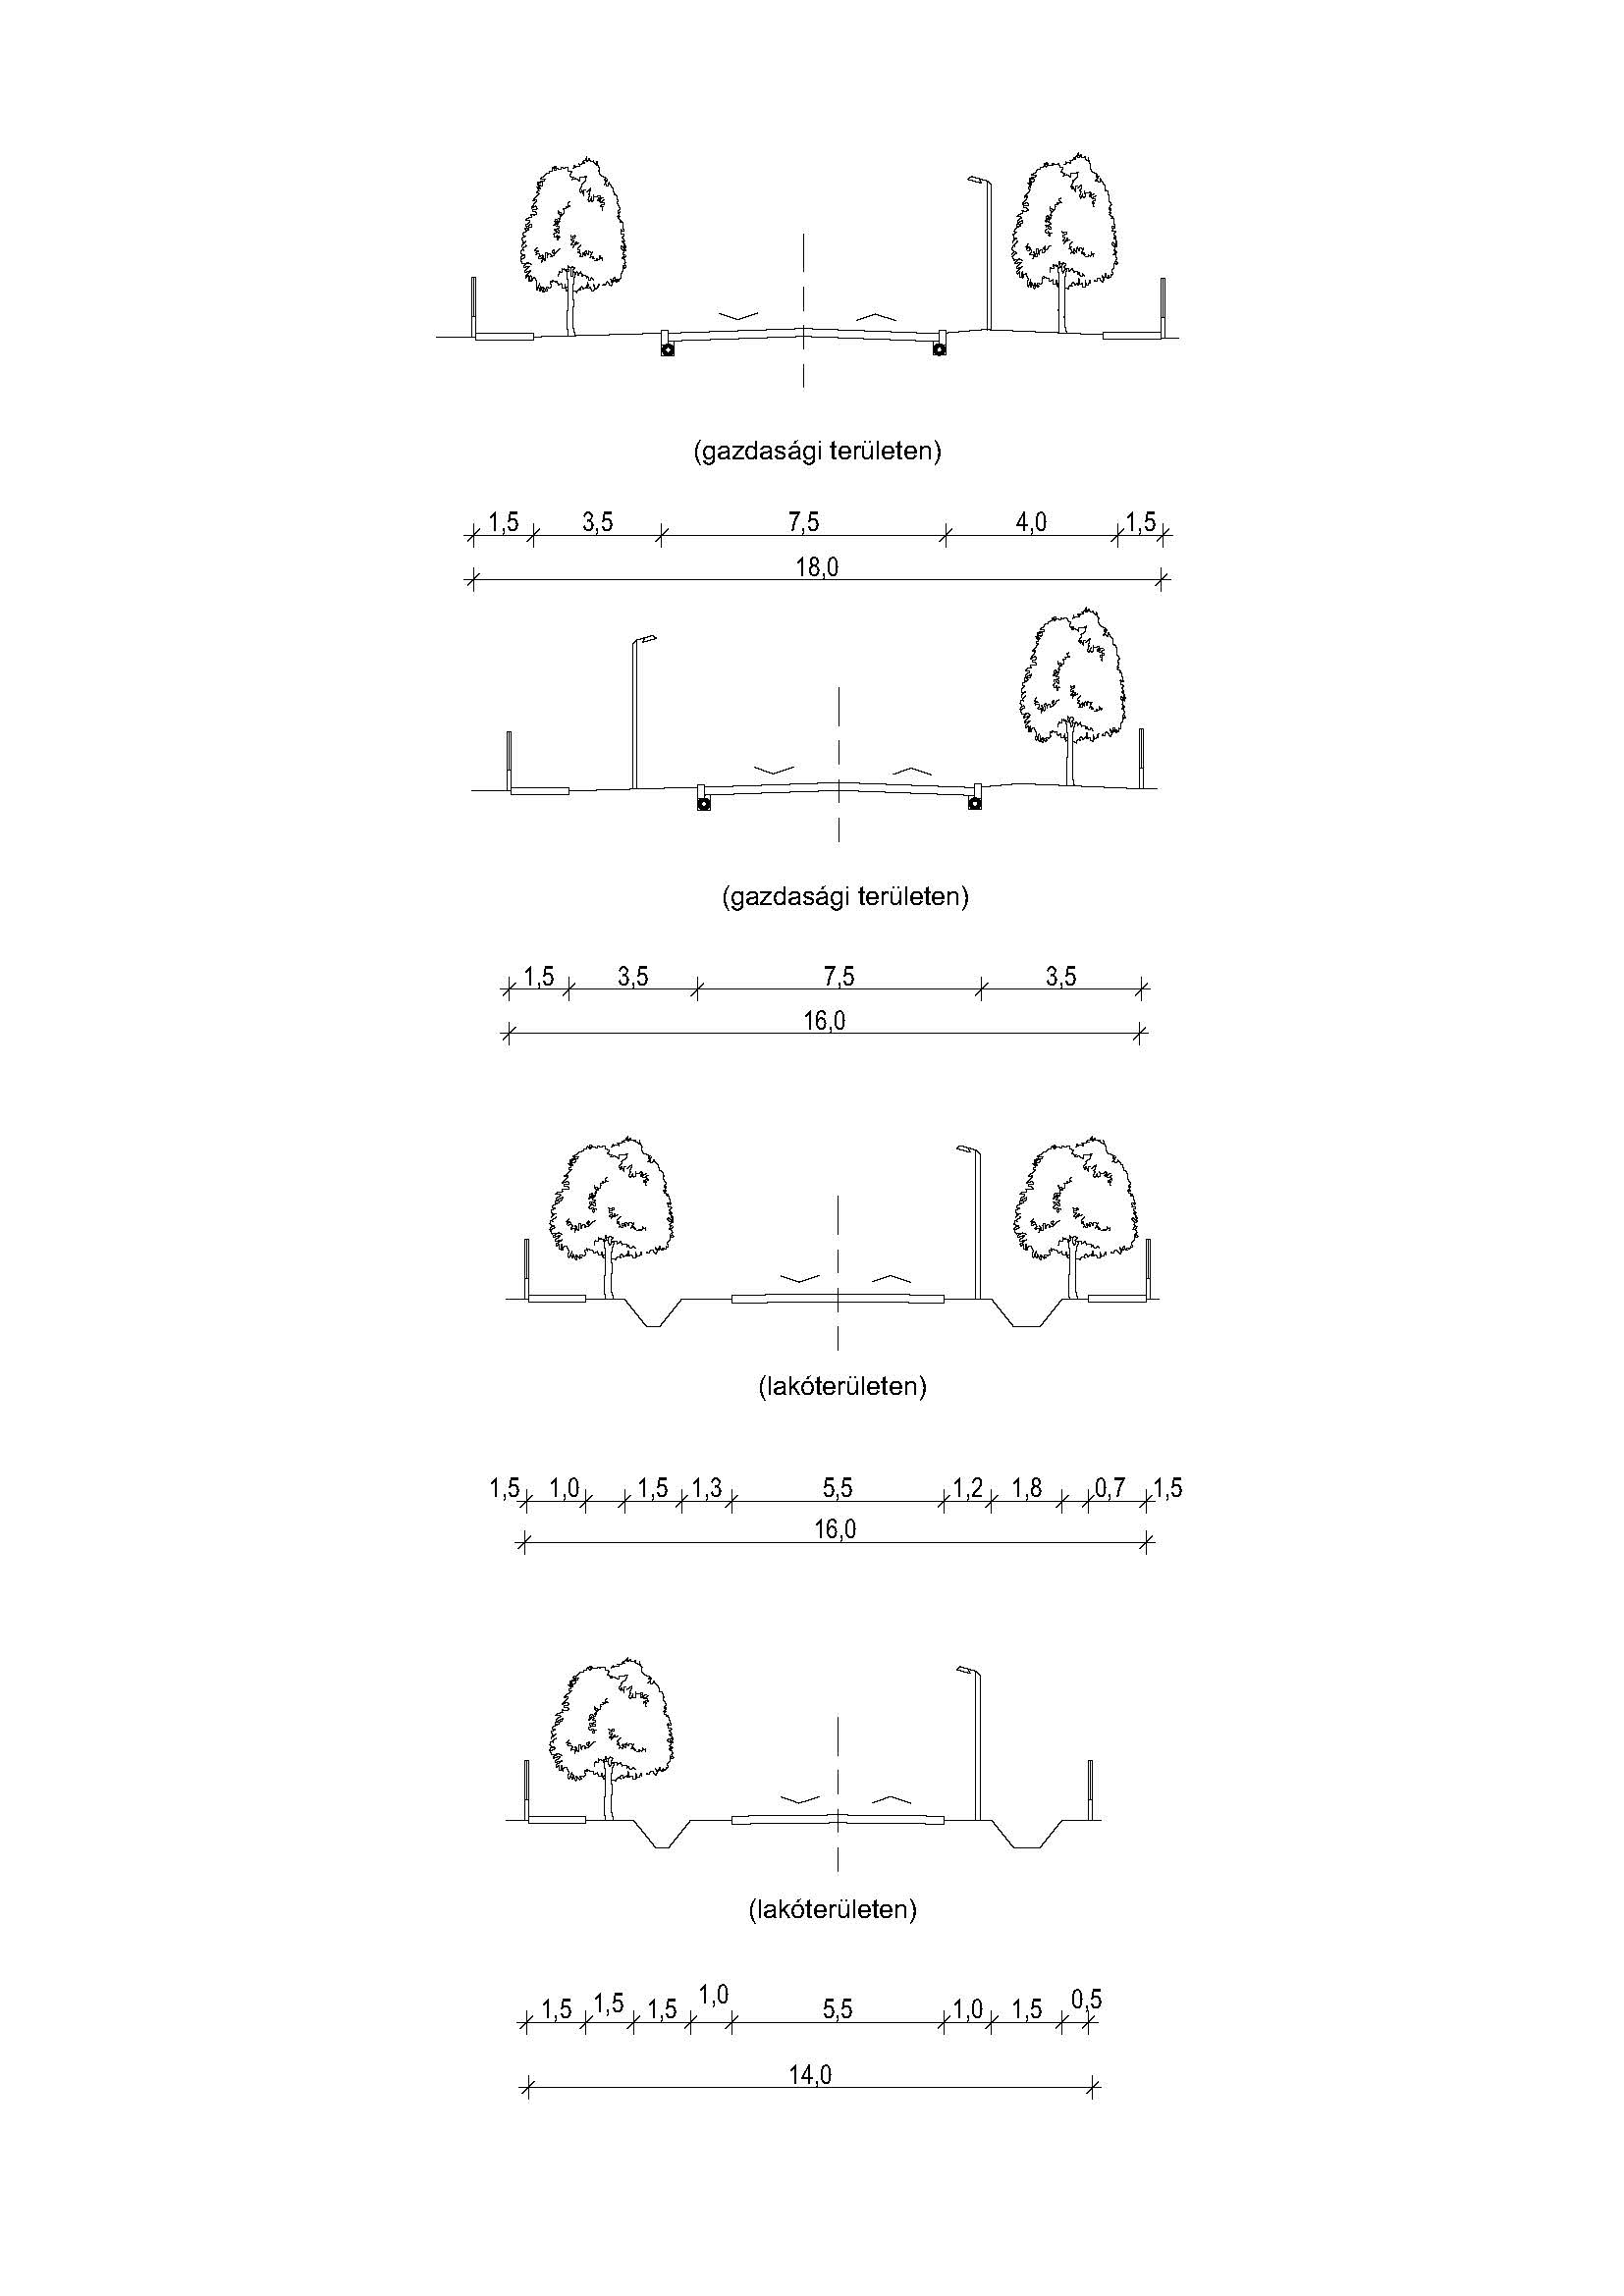 (gazdasági területen)
1,5 3,5 7,5 4,0 1,5
18,0
(gazdasági területen)
1,5 3,5 7,5 3,5
16,0
(lakóterületen)
1,5 1,0 1,5 1,3 5,5 1,2 1,8 0,7 1,5
16,0
(lakóterületen)
1,5 1,5 1,5 1,0 5,5 1,0 1,5 0,5
14,0